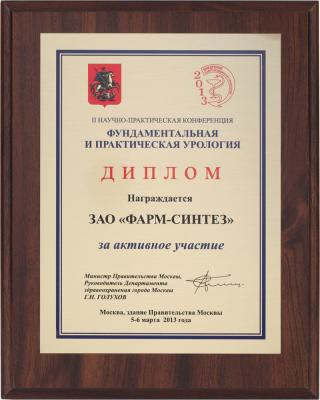 2013
II НАУЧНО-ПРАКТИЧЕСКАЯ КОНФЕРЕНЦИЯ
ФУНДАМЕНТАЛЬНАЯ
И ПРАКТИЧЕСКАЯ УРОЛОГИЯ
ДИПЛОМ
Награждается
ЗАО «ФАРМ-СИНТЕЗ»
за активное участие
Министр Правительства Москвы,
Руководитель Департамента
здравоохранения города Москвы
Г.Н. ГОЛУХОВ
Москва, здание Правительства Москвы
5-6 марта 2013 года